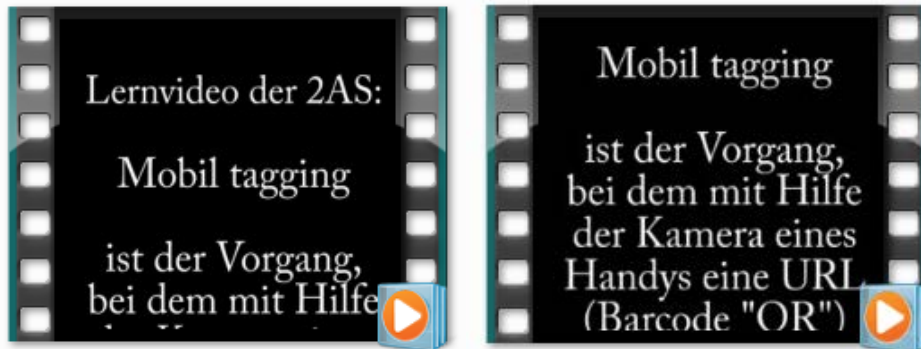 Lernvideo der 2AS:
Mobil tagging
ist der Vorgang,
bei dem mit Hilfe
Mobil tagging
ist der Vorgang,
bei dem mit Hilfe
der Kamera eines
Handys eine URL
(Barcode "QR")